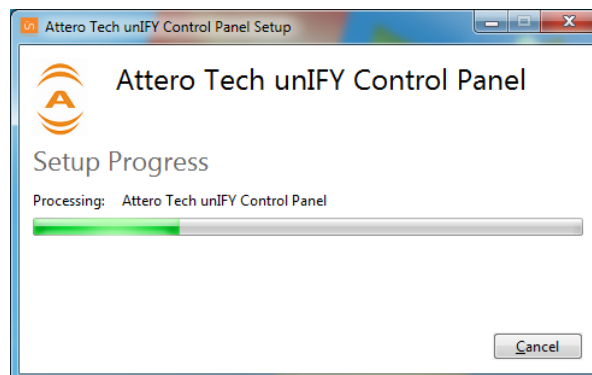 Attero Tech unIFY Control Panel Setup
Attero Tech unIFY Control Panel
Setup Progress
Processing: Attero Tech unIFY Control Panel
Cancel